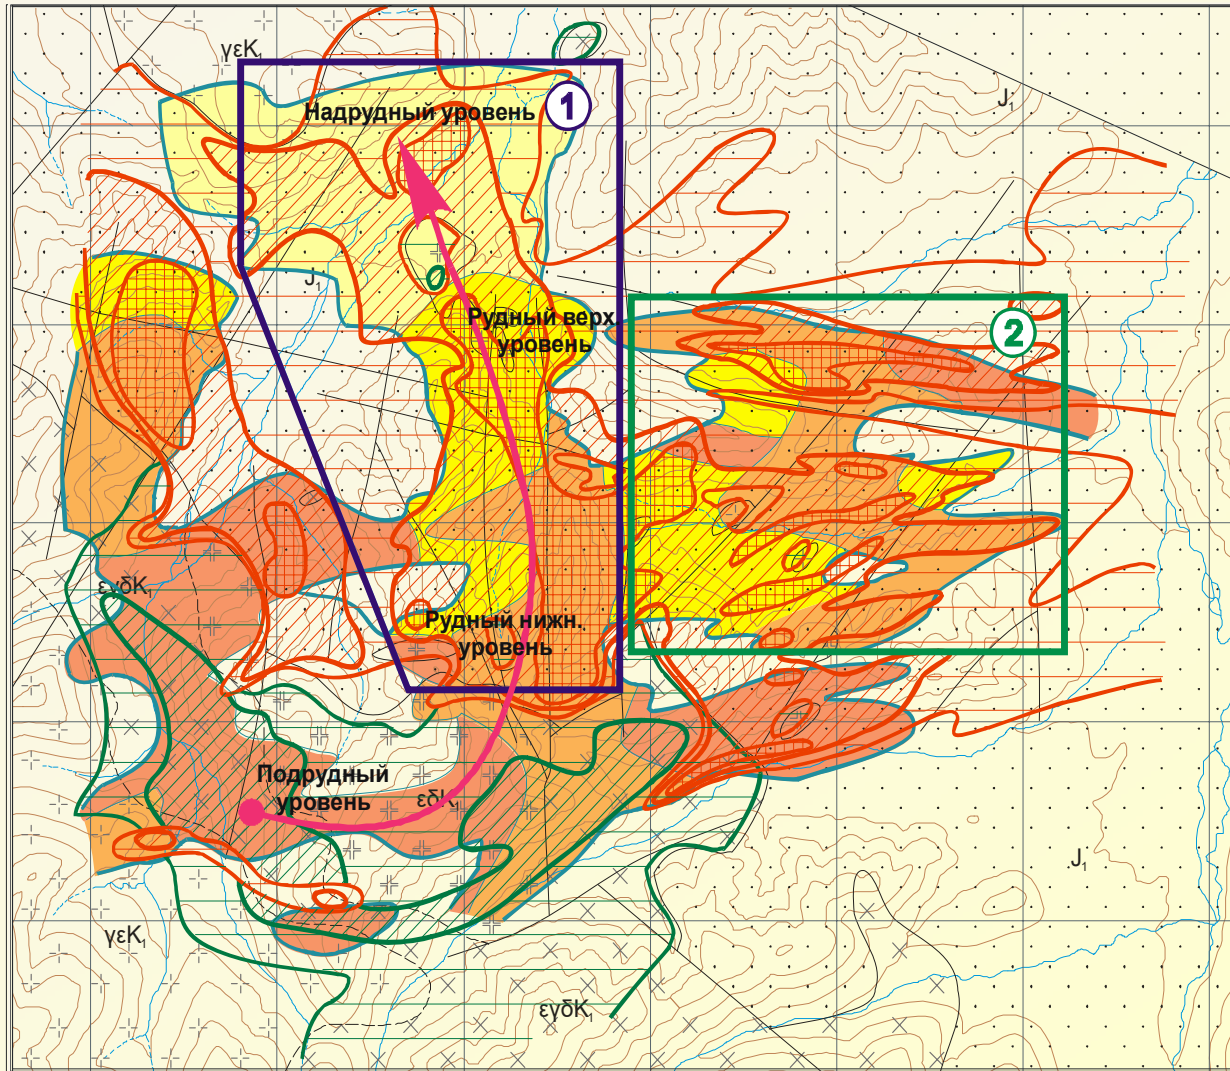 γεK₁
J₁
Надрудный уровень
1
J₁
Рудный верх.
уровень
2
εγδK₁
Рудный нижн.
уровень
Подрудный
уровень
εδK₁
J₁
γεK₁
εγδK₁